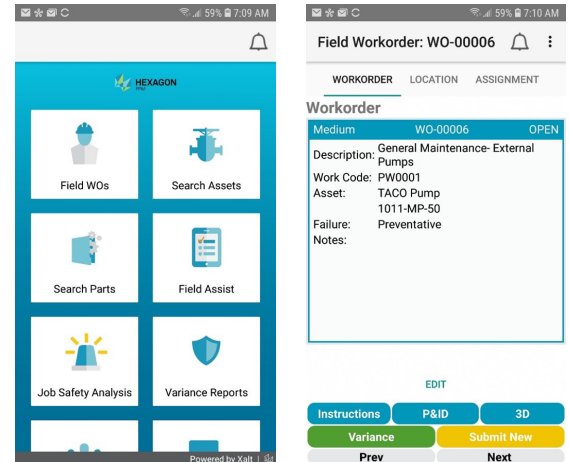 59% 7:09 AM
HEXAGON
PPM
Field WOs
Search Assets
Search Parts
Field Assist
Job Safety Analysis
Variance Reports
Powered by Xalt |
59% 7:10 AM
Field Workorder: WO-00006
WORKORDER LOCATION ASSIGNMENT
Workorder
Medium WO-00006 OPEN
Description: General Maintenance- External
Pumps
Work Code: PW0001
Asset: TACO Pump
1011-MP-50
Failure: Preventative
Notes:
EDIT
Instructions P&ID 3D
Variance Submit New
Prev Next